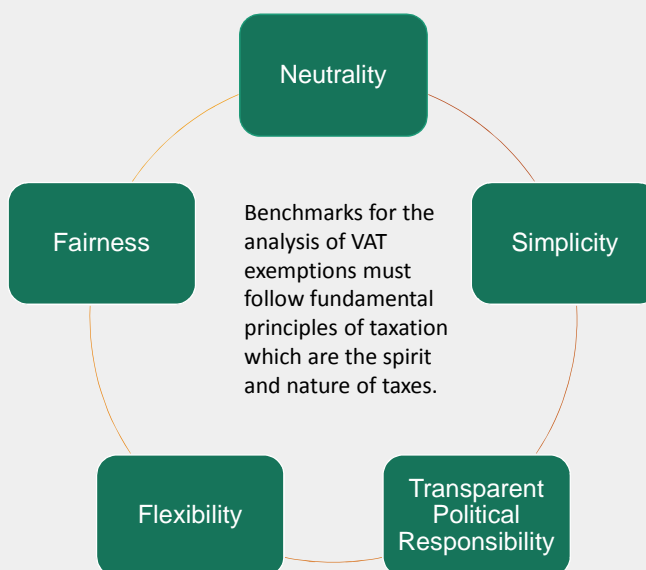 Neutrality
Fairness
Benchmarks for the
analysis of VAT
exemptions must
follow fundamental
principles of taxation
which are the spirit
and nature of taxes.
Simplicity
Flexibility
Transparent
Political
Responsibility